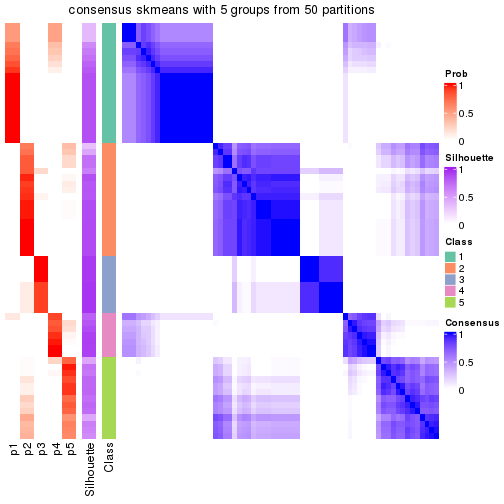 consensus skmeans with 5 groups from 50 partitions
Prob
1
0.5
0
Silhouette
1
0.5
0
Class
1
2
3
4
5
Consensus
1
0.5
0
p1
p2
p3
p4
p5
Silhouette
Class